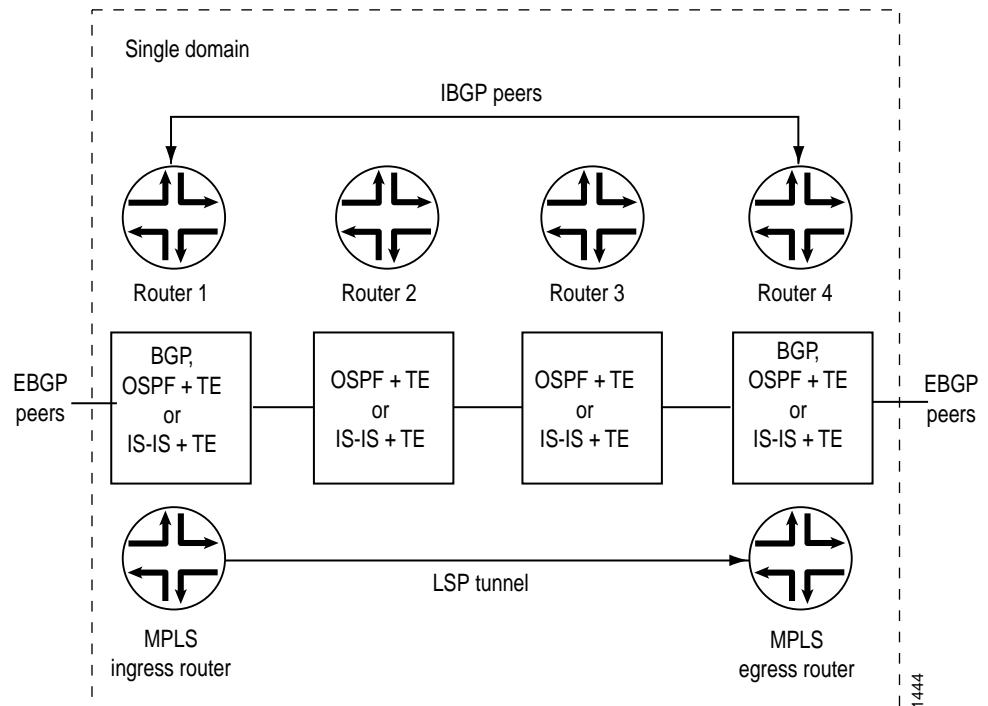 Single domain
IBGP peers
Router 1
Router 2
Router 3
Router 4
EBGP
peers
BGP,
OSPF + TE
or
IS-IS + TE
OSPF + TE
or
IS-IS + TE
OSPF + TE
or
IS-IS + TE
BGP,
OSPF + TE
or
IS-IS + TE
EBGP
peers
LSP tunnel
MPLS
ingress router
MPLS
egress router
1444